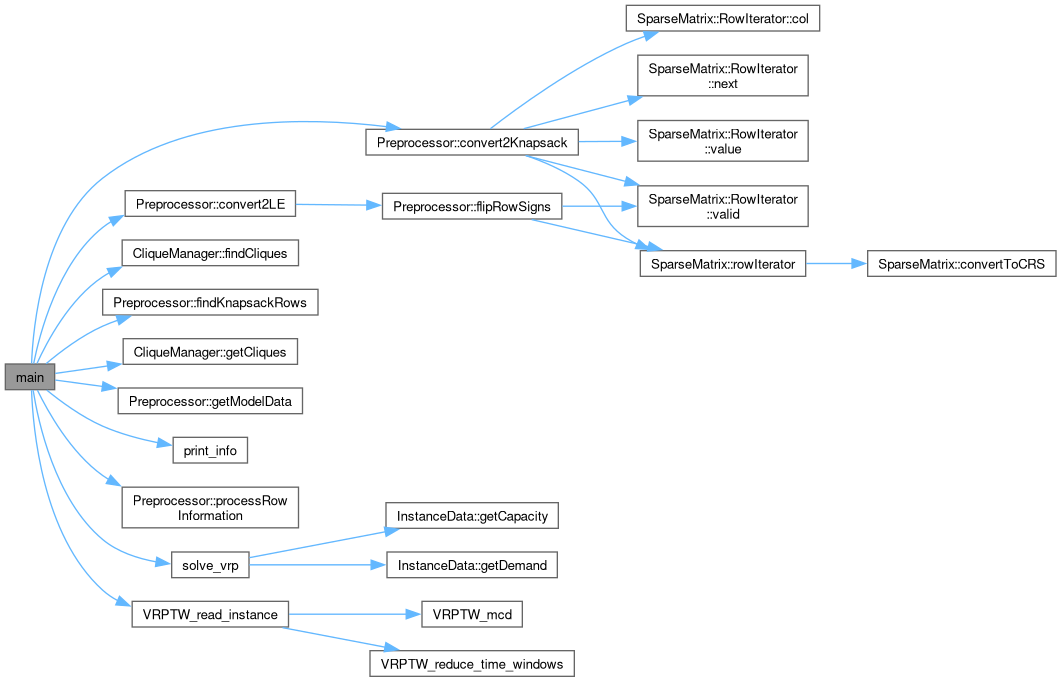 SparseMatrix::RowIterator::col
SparseMatrix::RowIterator
::next
Preprocessor::convert2Knapsack
SparseMatrix::RowIterator
::value
Preprocessor::convert2LE
Preprocessor::flipRowSigns
SparseMatrix::RowIterator
::valid
CliqueManager::findCliques
SparseMatrix::rowIterator
SparseMatrix::convertToCRS
Preprocessor::findKnapsackRows
CliqueManager::getCliques
main
Preprocessor::getModelData
print_info
Preprocessor::processRow
Information
InstanceData::getCapacity
solve_vrp
InstanceData::getDemand
VRPTW_read_instance
VRPTW_mcd
VRPTW_reduce_time_windows